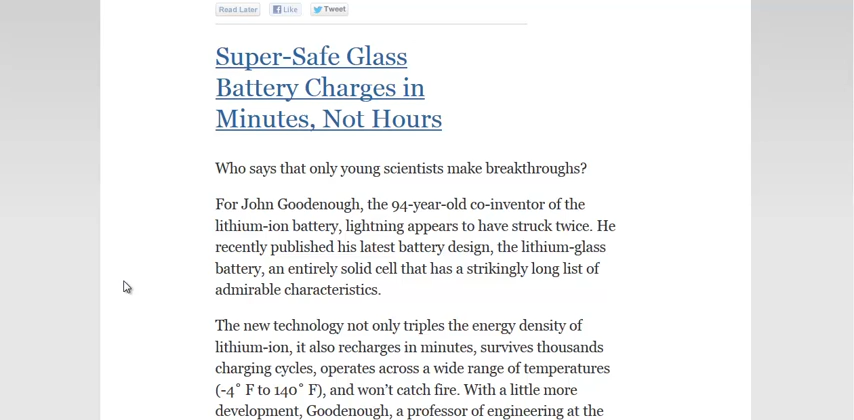 Read Later Like Tweet
Super-Safe Glass
Battery Charges in
Minutes, Not Hours
Who says that only young scientists make breakthroughs?
For John Goodenough, the 94-year-old co-inventor of the
lithium-ion battery, lightning appears to have struck twice. He
recently published his latest battery design, the lithium-glass
battery, an entirely solid cell that has a strikingly long list of
admirable characteristics.
The new technology not only triples the energy density of
lithium-ion, it also recharges in minutes, survives thousands
charging cycles, operates across a wide range of temperatures
(-4˚ F to 140˚ F), and won’t catch fire. With a little more
development, Goodenough, a professor of engineering at the